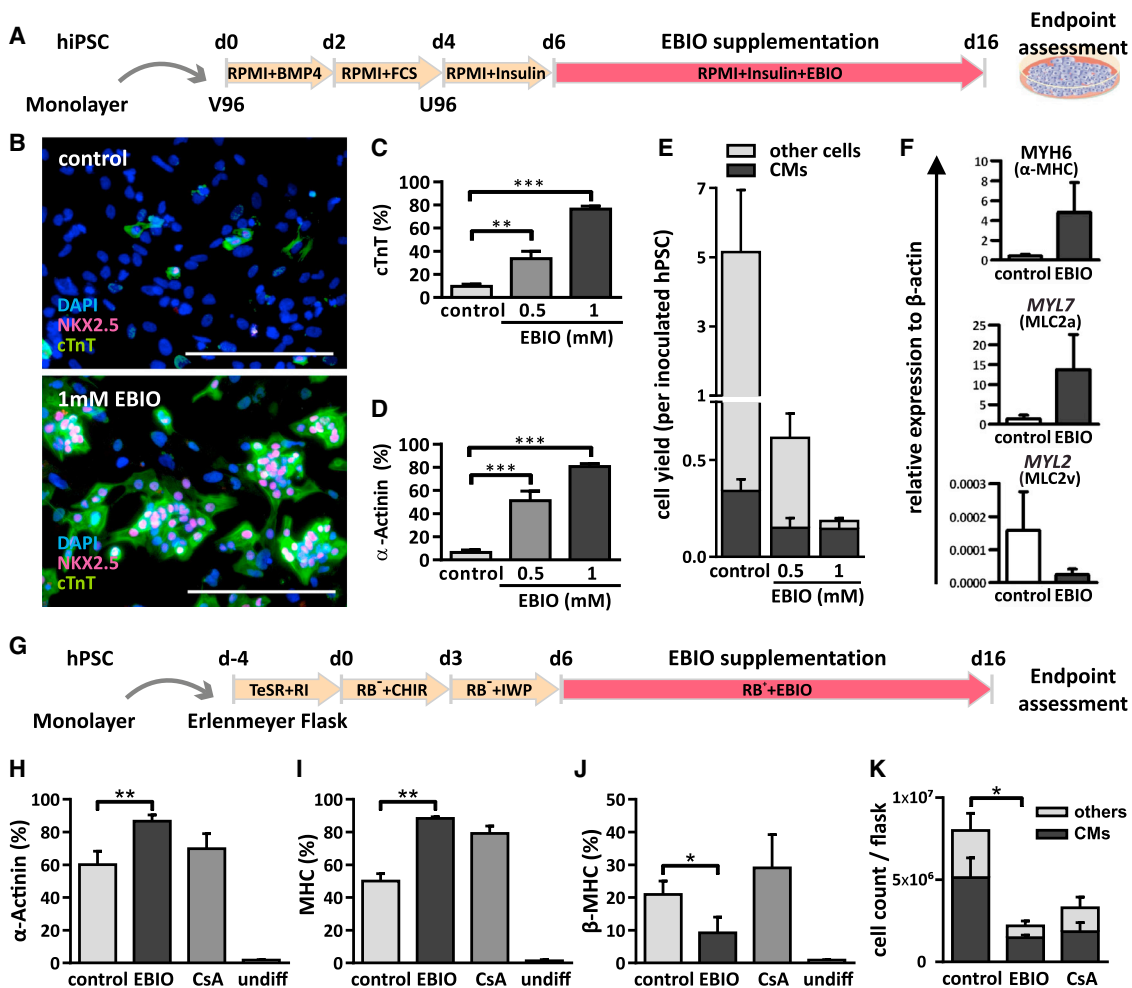 A
hiPSC
Monolayer
d0
d2
d4
d6
EBIO supplementation
d16
Endpoint
assessment
RPMI+BMP4
RPMI+FCS
RPMI+Insulin
RPMI+Insulin+EBIO
V96
U96
B
control
DAPI
NKX2.5
cTnT
1mM EBIO
DAPI
NKX2.5
cTnT
C
cTnT (%)
100
80
60
40
20
0
**
***
control
0.5
1
EBIO (mM)
D
α-Actinin (%)
100
80
60
40
20
0
***
***
control
0.5
1
EBIO (mM)
E
other cells
CMs
cell yield (per inoculated hPSC)
7
5
3
1
0.5
0.0
control
0.5
1
EBIO (mM)
F
relative expression to β-actin
MYH6
(α-MHC)
10
8
6
4
2
0
control EBIO
MYL7
(MLC2a)
25
20
15
10
5
0
control EBIO
MYL2
(MLC2v)
0.0003
0.0002
0.0001
0.0000
control EBIO
G
hPSC
Monolayer
d-4
d0
d3
d6
EBIO supplementation
d16
Endpoint
assessment
TeSR+RI
RB⁻+CHIR
RB⁻+IWP
RB⁺+EBIO
Erlenmeyer Flask
H
α-Actinin (%)
100
80
60
40
20
0
**
control EBIO CsA undiff
I
MHC (%)
100
80
60
40
20
0
**
control EBIO CsA undiff
J
β-MHC (%)
50
40
30
20
10
0
*
control EBIO CsA undiff
K
cell count / flask
1x10⁷
5x10⁶
0
*
others
CMs
control EBIO CsA